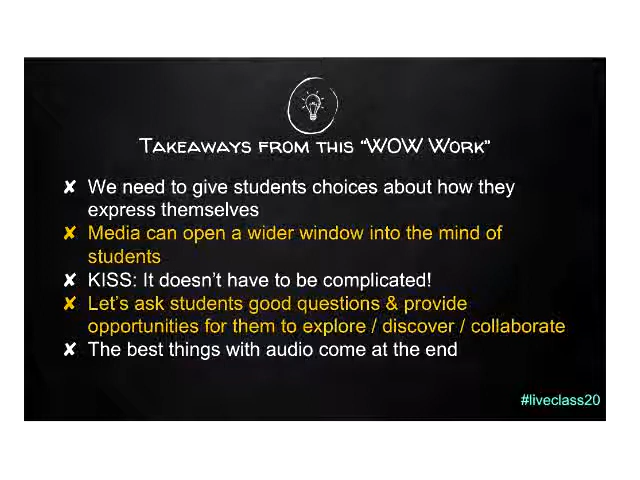 Takeaways from this "WOW Work"
✘ We need to give students choices about how they
express themselves
✘ Media can open a wider window into the mind of
students
✘ KISS: It doesn't have to be complicated!
✘ Let's ask students good questions & provide
opportunities for them to explore / discover / collaborate
✘ The best things with audio come at the end
#liveclass20